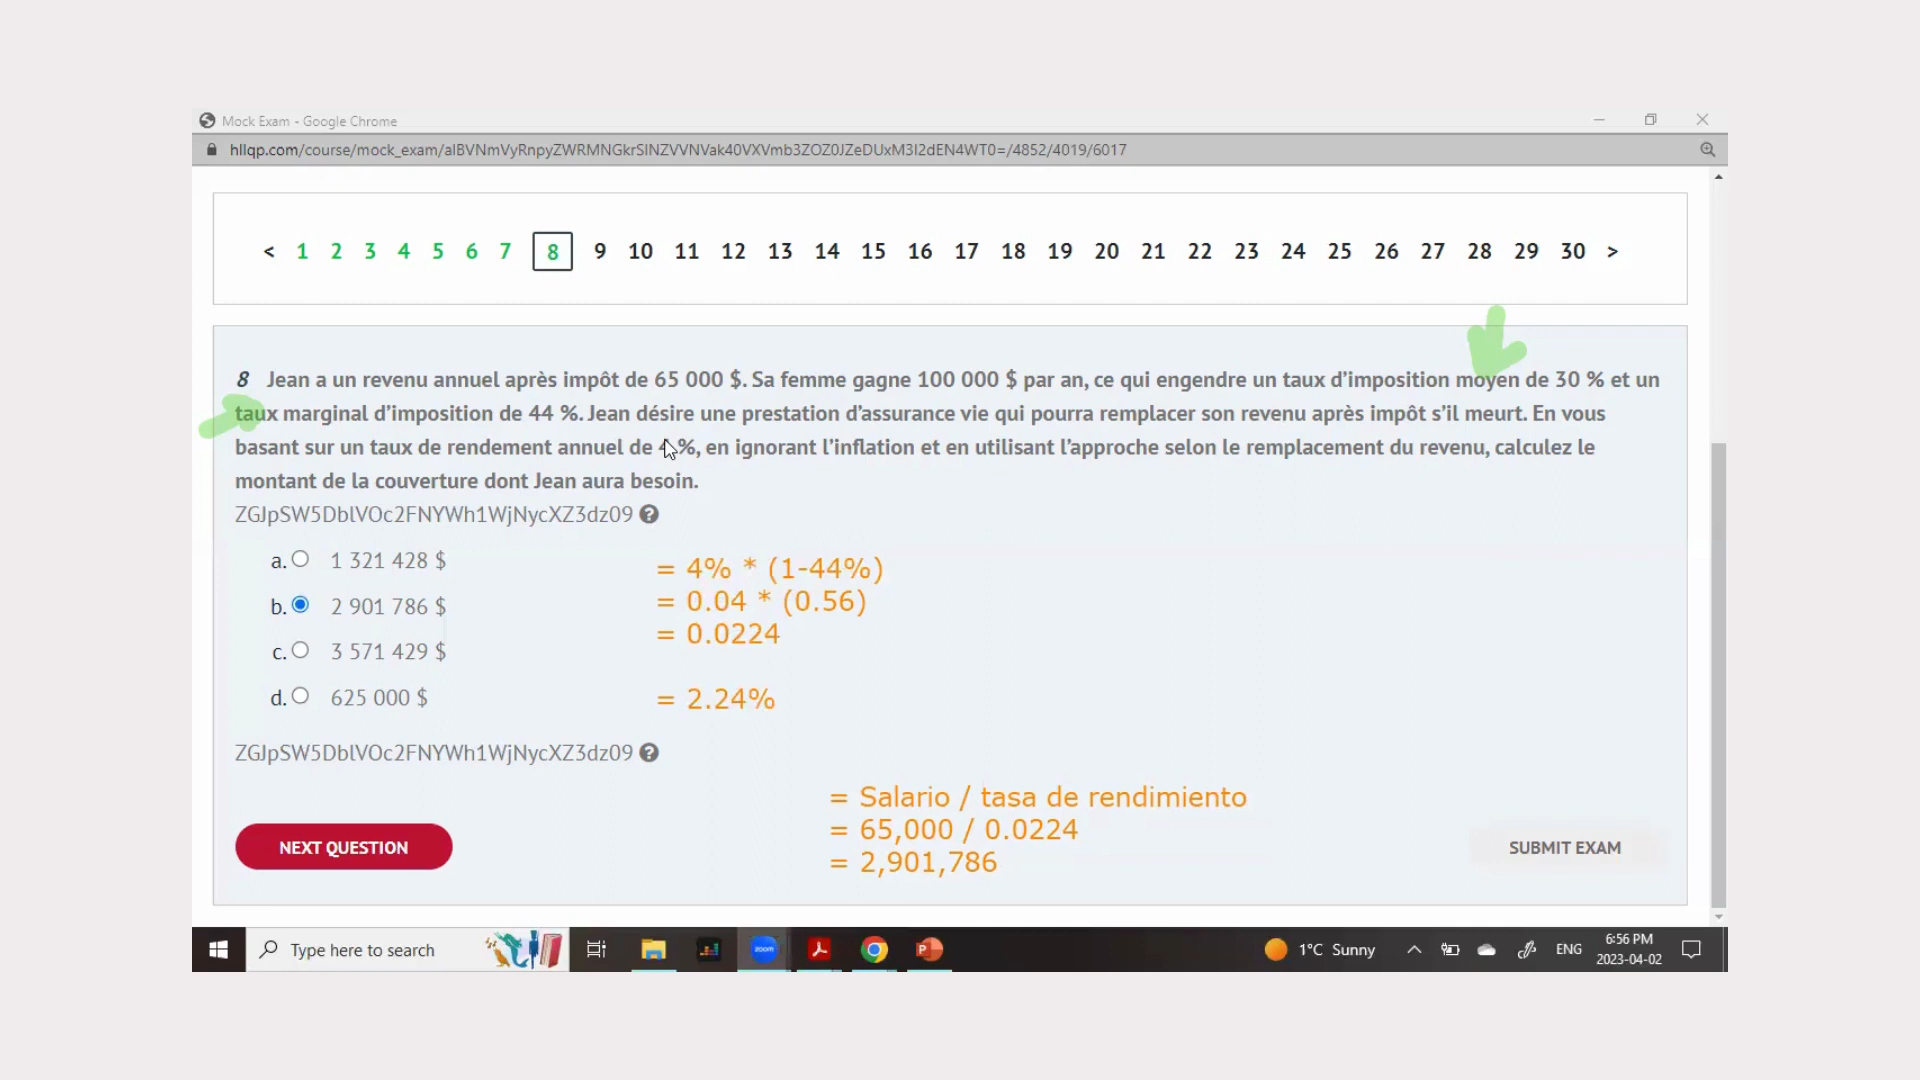 Mock Exam - Google Chrome
hllqp.com/course/mock_exam/
< 1 2 3 4 5 6 7 8 9 10 11 12 13 14 15 16 17 18 19 20 21 22 23 24 25 26 27 28 29 30 >
8 Jean a un revenu annuel après impôt de 65 000 $. Sa femme gagne 100 000 $ par an, ce qui engendre un taux d’imposition moyen de 30 % et un
taux marginal d’imposition de 44 %. Jean désire une prestation d’assurance vie qui pourra remplacer son revenu après impôt s’il meurt. En vous
basant sur un taux de rendement annuel de 4 %, en ignorant l’inflation et en utilisant l’approche selon le remplacement du revenu, calculez le
montant de la couverture dont Jean aura besoin.
ZGJpSW5DblVOc2FNYWh1WjNycXZ3dz09 ?
a. 1 321 428 $
b. 2 901 786 $
c. 3 571 429 $
d. 625 000 $
= 4% * (1-44%)
= 0.04 * (0.56)
= 0.0224
= 2.24%
ZGJpSW5DblVOc2FNYWh1WjNycXZ3dz09 ?
= Salario / tasa de rendimiento
= 65,000 / 0.0224
= 2,901,786
NEXT QUESTION
SUBMIT EXAM
Type here to search
zoom
1°C Sunny
ENG
6:56 PM
2023-04-02